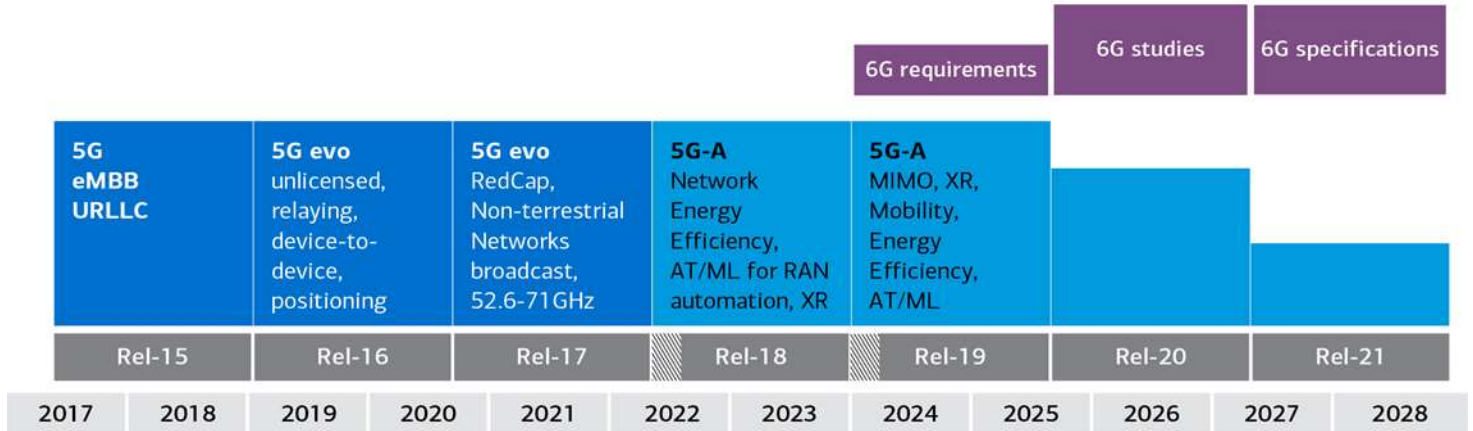 6G requirements
6G studies
6G specifications
5G
eMBB
URLLC
5G evo
unlicensed,
relaying,
device-to-
device,
positioning
5G evo
RedCap,
Non-terrestrial
Networks
broadcast,
52.6-71GHz
5G-A
Network
Energy
Efficiency,
AT/ML for RAN
automation, XR
5G-A
MIMO, XR,
Mobility,
Energy
Efficiency,
AT/ML
Rel-15
Rel-16
Rel-17
Rel-18
Rel-19
Rel-20
Rel-21
2017
2018
2019
2020
2021
2022
2023
2024
2025
2026
2027
2028